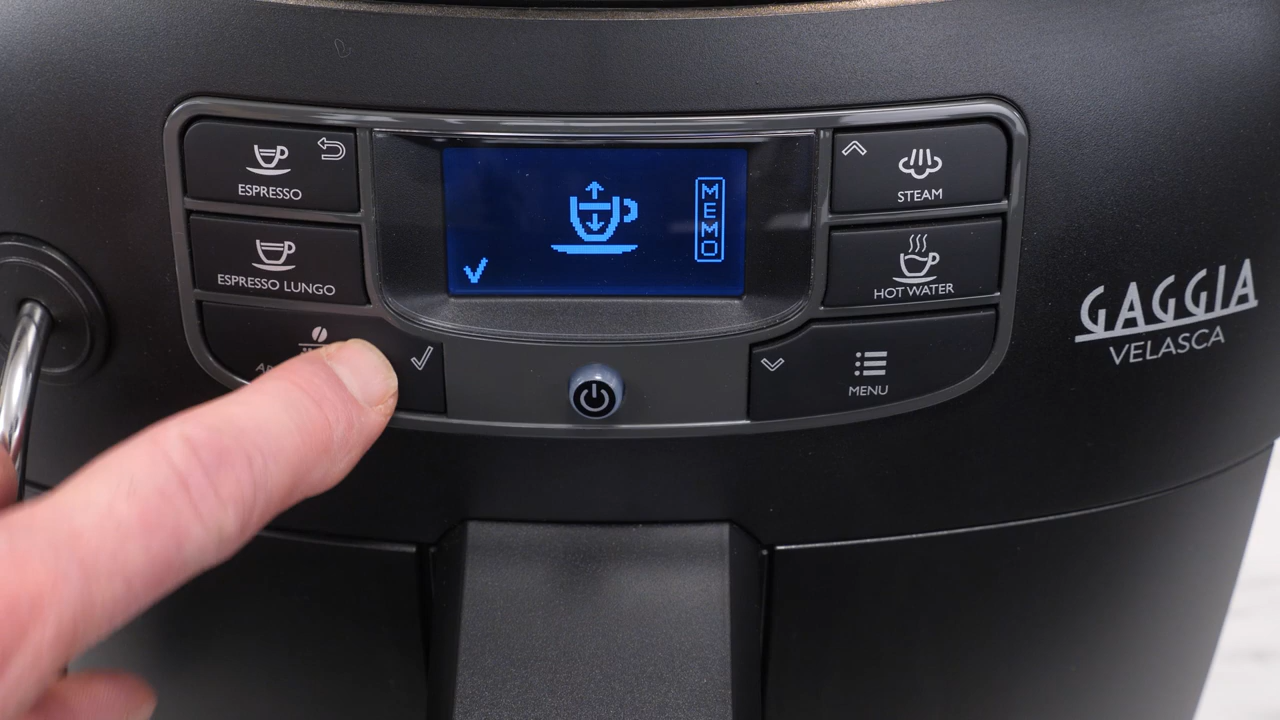 ESPRESSO
ESPRESSO LUNGO
MEMO
STEAM
HOT WATER
MENU
GAGGIA
VELASCA